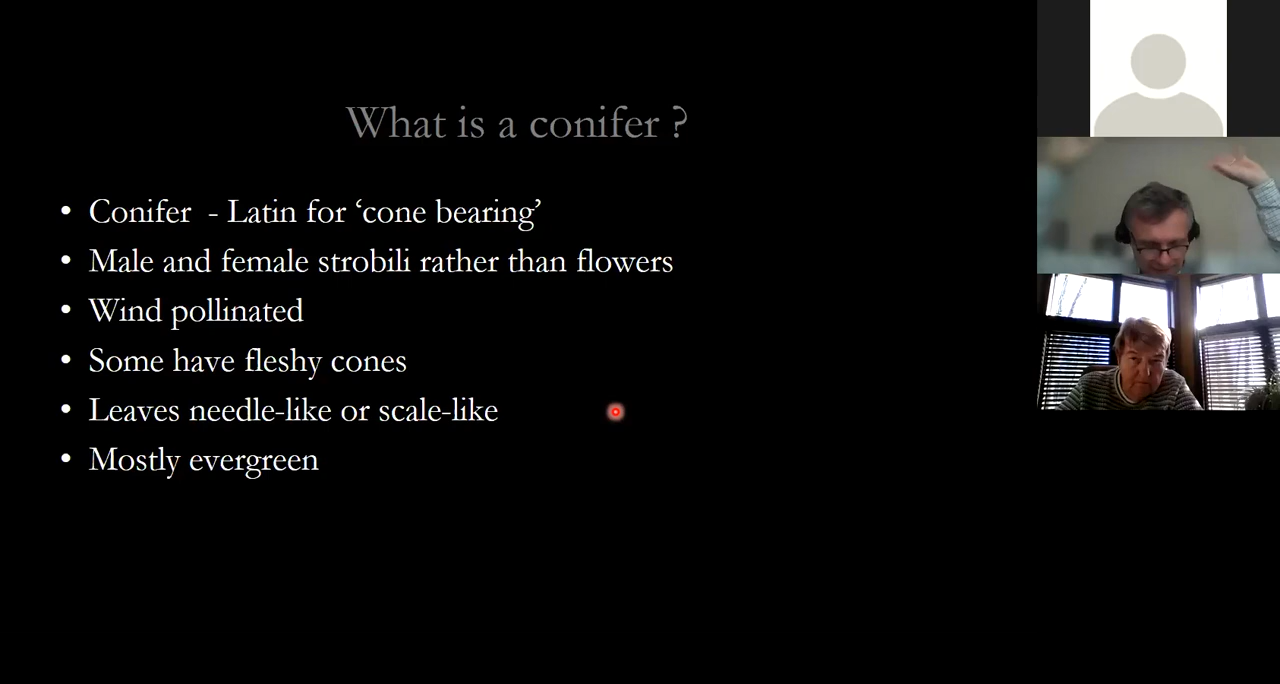 What is a conifer ?
• Conifer - Latin for ‘cone bearing’
• Male and female strobili rather than flowers
• Wind pollinated
• Some have fleshy cones
• Leaves needle-like or scale-like
• Mostly evergreen